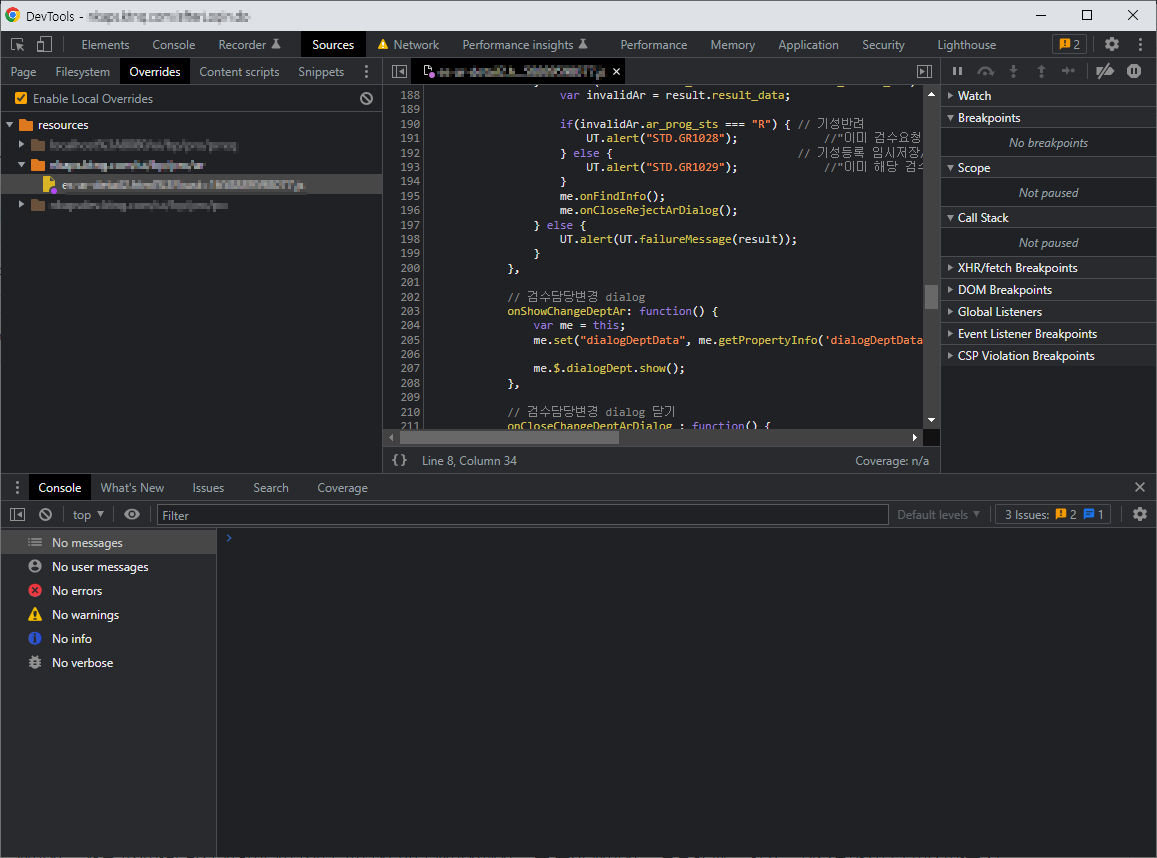 DevTools -
Elements Console Recorder Sources Network Performance insights Performance Memory Application Security Lighthouse 2
Page Filesystem Overrides Content scripts Snippets
Enable Local Overrides
resources
188 var invalidAr = result.result_data;
189
190 if(invalidAr.ar_prog_sts === "R") { // 기성반려
191 UT.alert("STD.GR1028"); //"이미 검수요청
192 } else { // 기성등록 임시저장,
193 UT.alert("STD.GR1029"); //"이미 해당 검수
194 }
195 me.onFindInfo();
196 me.onCloseRejectArDialog();
197 } else {
198 UT.alert(UT.failureMessage(result));
199 }
200 },
201
202 // 검수담당변경 dialog
203 onShowChangeDeptAr: function() {
204 var me = this;
205 me.set("dialogDeptData", me.getPropertyInfo('dialogDeptData
206
207 me.$.dialogDept.show();
208 },
209
210 // 검수담당변경 dialog 닫기
211 onCloseChangeDeptArDialog : function() {
{} Line 8, Column 34 Coverage: n/a
Watch
Breakpoints
No breakpoints
Scope
Not paused
Call Stack
Not paused
XHR/fetch Breakpoints
DOM Breakpoints
Global Listeners
Event Listener Breakpoints
CSP Violation Breakpoints
Console What's New Issues Search Coverage
top Filter Default levels 3 Issues: 2 1
No messages
No user messages
No errors
No warnings
No info
No verbose